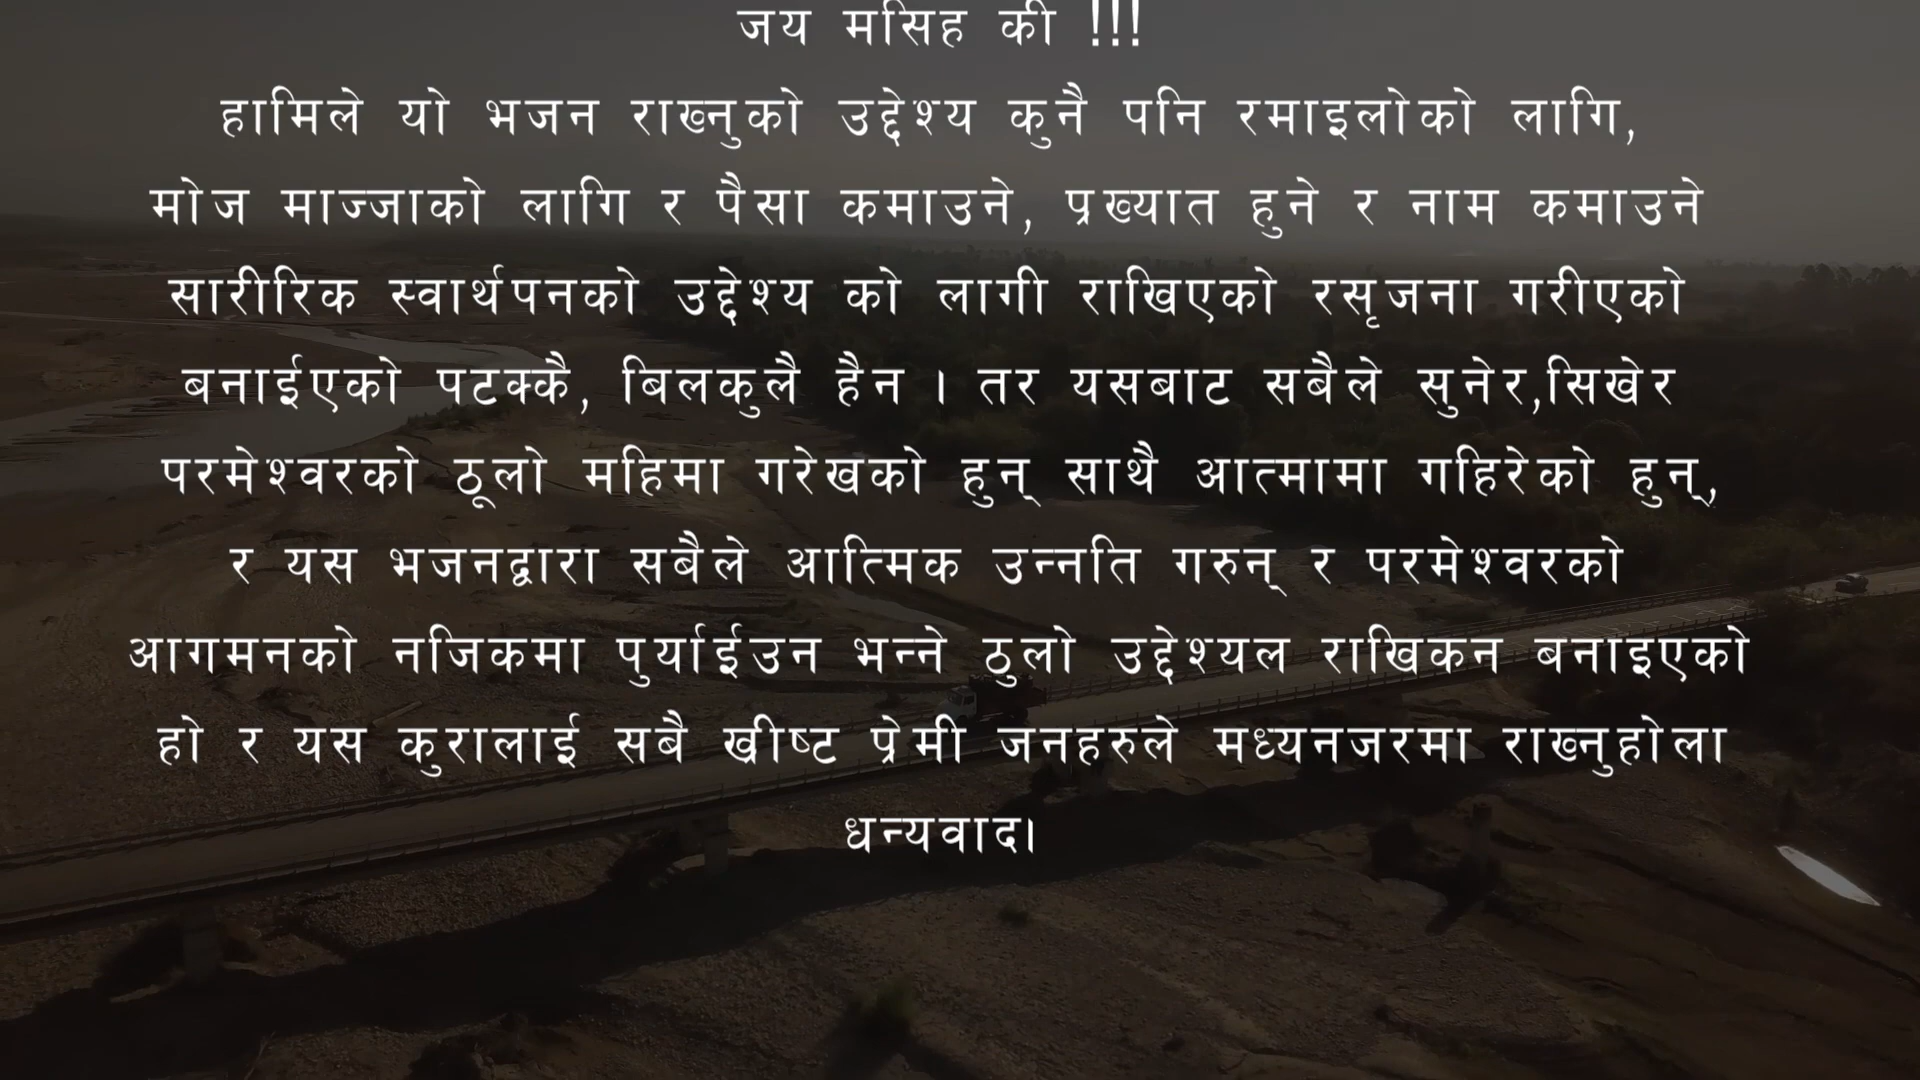 जय मसिह की !!!
हामिले यो भजन राख्नुको उद्देश्य कुनै पनि रमाइलोको लागि,
मोज माज्जाको लागि र पैसा कमाउने, प्रख्यात हुने र नाम कमाउने
सारीरिक स्वार्थपनको उद्देश्य को लागी राखिएको रसृजना गरीएको
बनाईएको पटक्कै, बिलकुलै हैन । तर यसबाट सबैले सुनेर,सिखेर
परमेश्वरको ठूलो महिमा गरेखको हुन् साथै आत्मामा गहिरेको हुन्,
र यस भजनद्वारा सबैले आत्मिक उन्नति गरुन् र परमेश्वरको
आगमनको नजिकमा पुर्याईउन भन्ने ठुलो उद्देश्यल राखिकन बनाइएको
हो र यस कुरालाई सबै ख्रीष्ट प्रेमी जनहरुले मध्यनजरमा राख्नुहोला
धन्यवाद।